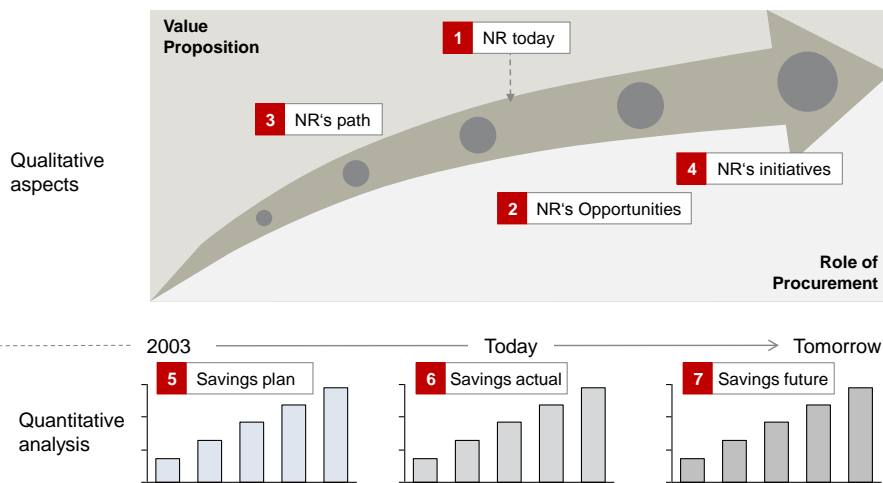 Value
Proposition
1 NR today
3 NR‘s path
Qualitative
aspects
4 NR‘s initiatives
2 NR‘s Opportunities
Role of
Procurement
2003 Today Tomorrow
5 Savings plan
6 Savings actual
7 Savings future
Quantitative
analysis